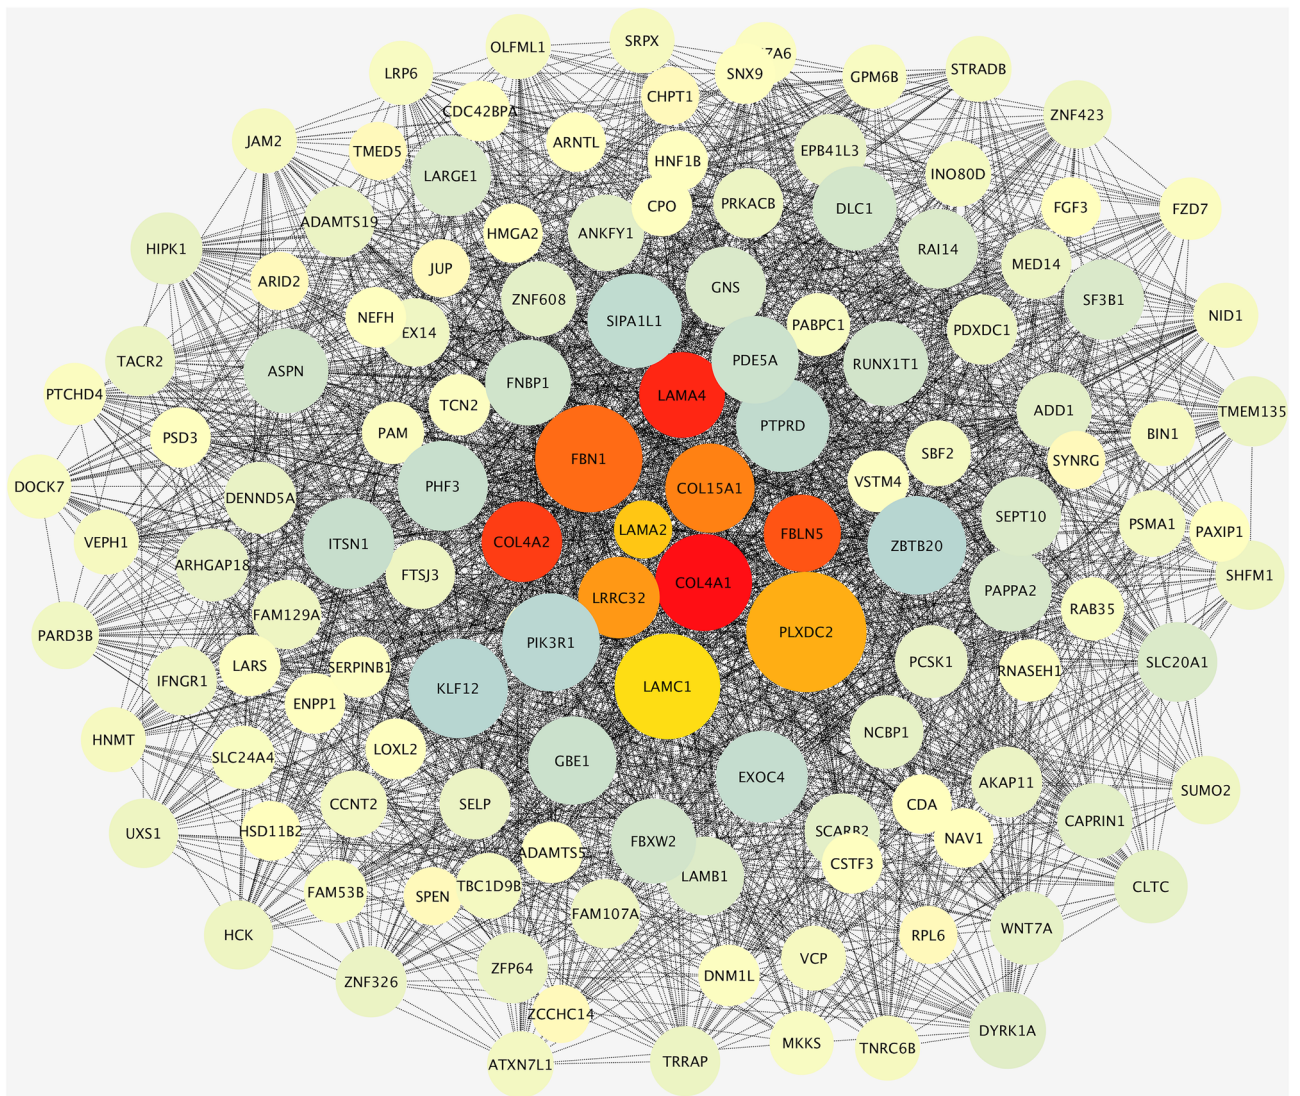 OLFML1
SRPX
LRP6
SNX9
GPM6B
STRADB
CDC42BPA
CHPT1
ZNF423
JAM2
TMED5
ARNTL
HNF1B
EPB41L3
LARGE1
INO80D
ADAMTS19
CPO
PRKACB
DLC1
FGF3
FZD7
HIPK1
HMGA2
ANKFY1
RAI14
JUP
MED14
ARID2
ZNF608
GNS
SF3B1
NEFH
EX14
SIPA1L1
PABPC1
PDXDC1
NID1
TACR2
ASPN
PDE5A
RUNX1T1
PTCHD4
FNBP1
LAMA4
TCN2
ADD1
TMEM135
PSD3
PAM
PTPRD
BIN1
FBN1
SBF2
SYNRG
DOCK7
PHF3
COL15A1
VSTM4
DENND5A
SEPT10
PSMA1
VEPH1
ITSN1
COL4A2
LAMA2
FBLN5
ZBTB20
PAXIP1
ARHGAP18
FTSJ3
COL4A1
SHFM1
LRRC32
PAPPA2
RAB35
FAM129A
PARD3B
PIK3R1
PLXDC2
LARS
SERPINB1
PCSK1
RNASEH1
SLC20A1
IFNGR1
KLF12
LAMC1
ENPP1
HNMT
LOXL2
NCBP1
SLC24A4
GBE1
EXOC4
AKAP11
SUMO2
CCNT2
SELP
CDA
UXS1
HSD11B2
SCARB2
CAPRIN1
NAV1
FBXW2
ADAMTS5
CSTF3
LAMB1
TBC1D9B
CLTC
FAM53B
SPEN
FAM107A
WNT7A
HCK
RPL6
VCP
ZFP64
DNM1L
ZNF326
ZCCHC14
DYRK1A
MKKS
TNRC6B
ATXN7L1
TRRAP